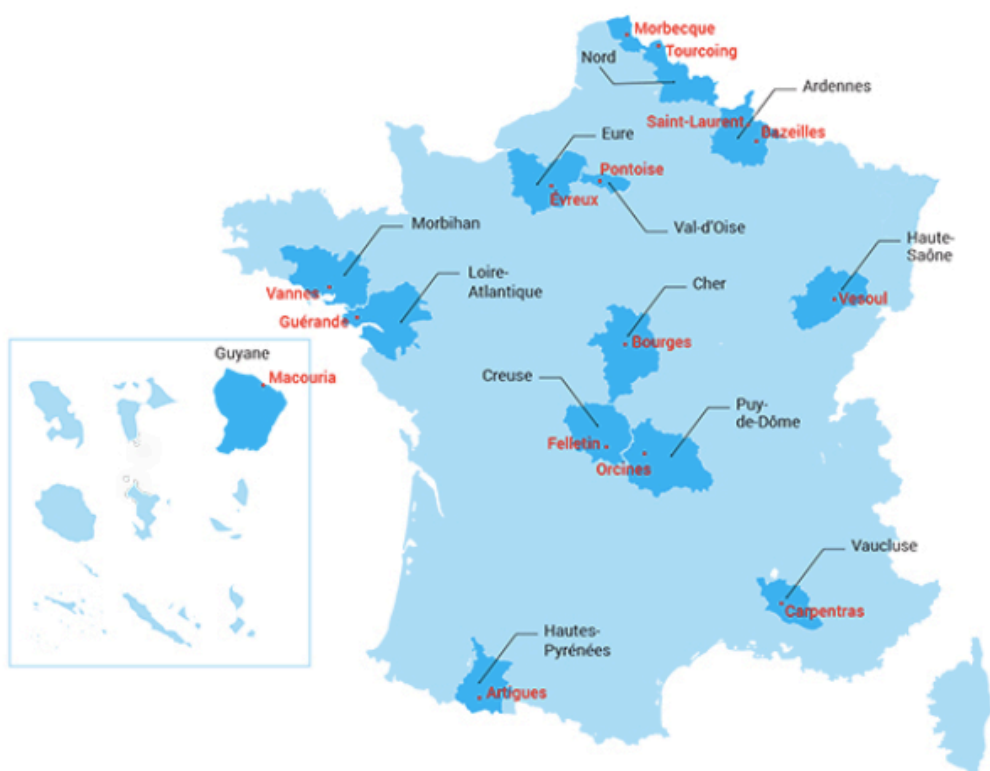 Morbecque
Tourcoing
Nord
Ardennes
Saint-Laurent
Bazeilles
Eure
Pontoise
Évreux
Val-d'Oise
Morbihan
Haute-
Saône
Loire-
Atlantique
Cher
Vannes
Vesoul
Guérande
Bourges
Guyane
Macouria
Creuse
Puy-
de-Dôme
Felletin
Orcines
Vaucluse
Carpentras
Hautes-
Pyrénées
Artigues